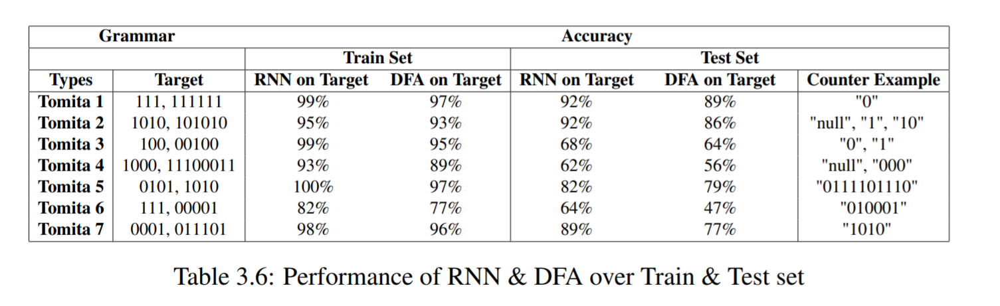 Grammar Accuracy
Train Set Test Set
Types Target RNN on Target DFA on Target RNN on Target DFA on Target Counter Example
Tomita 1 111, 111111 99% 97% 92% 89% "0"
Tomita 2 1010, 101010 95% 93% 92% 86% "null", "1", "10"
Tomita 3 100, 00100 99% 95% 68% 64% "0", "1"
Tomita 4 1000, 11100011 93% 89% 62% 56% "null", "000"
Tomita 5 0101, 1010 100% 97% 82% 79% "0111101110"
Tomita 6 111, 00001 82% 77% 64% 47% "010001"
Tomita 7 0001, 011101 98% 96% 89% 77% "1010"
Table 3.6: Performance of RNN & DFA over Train & Test set